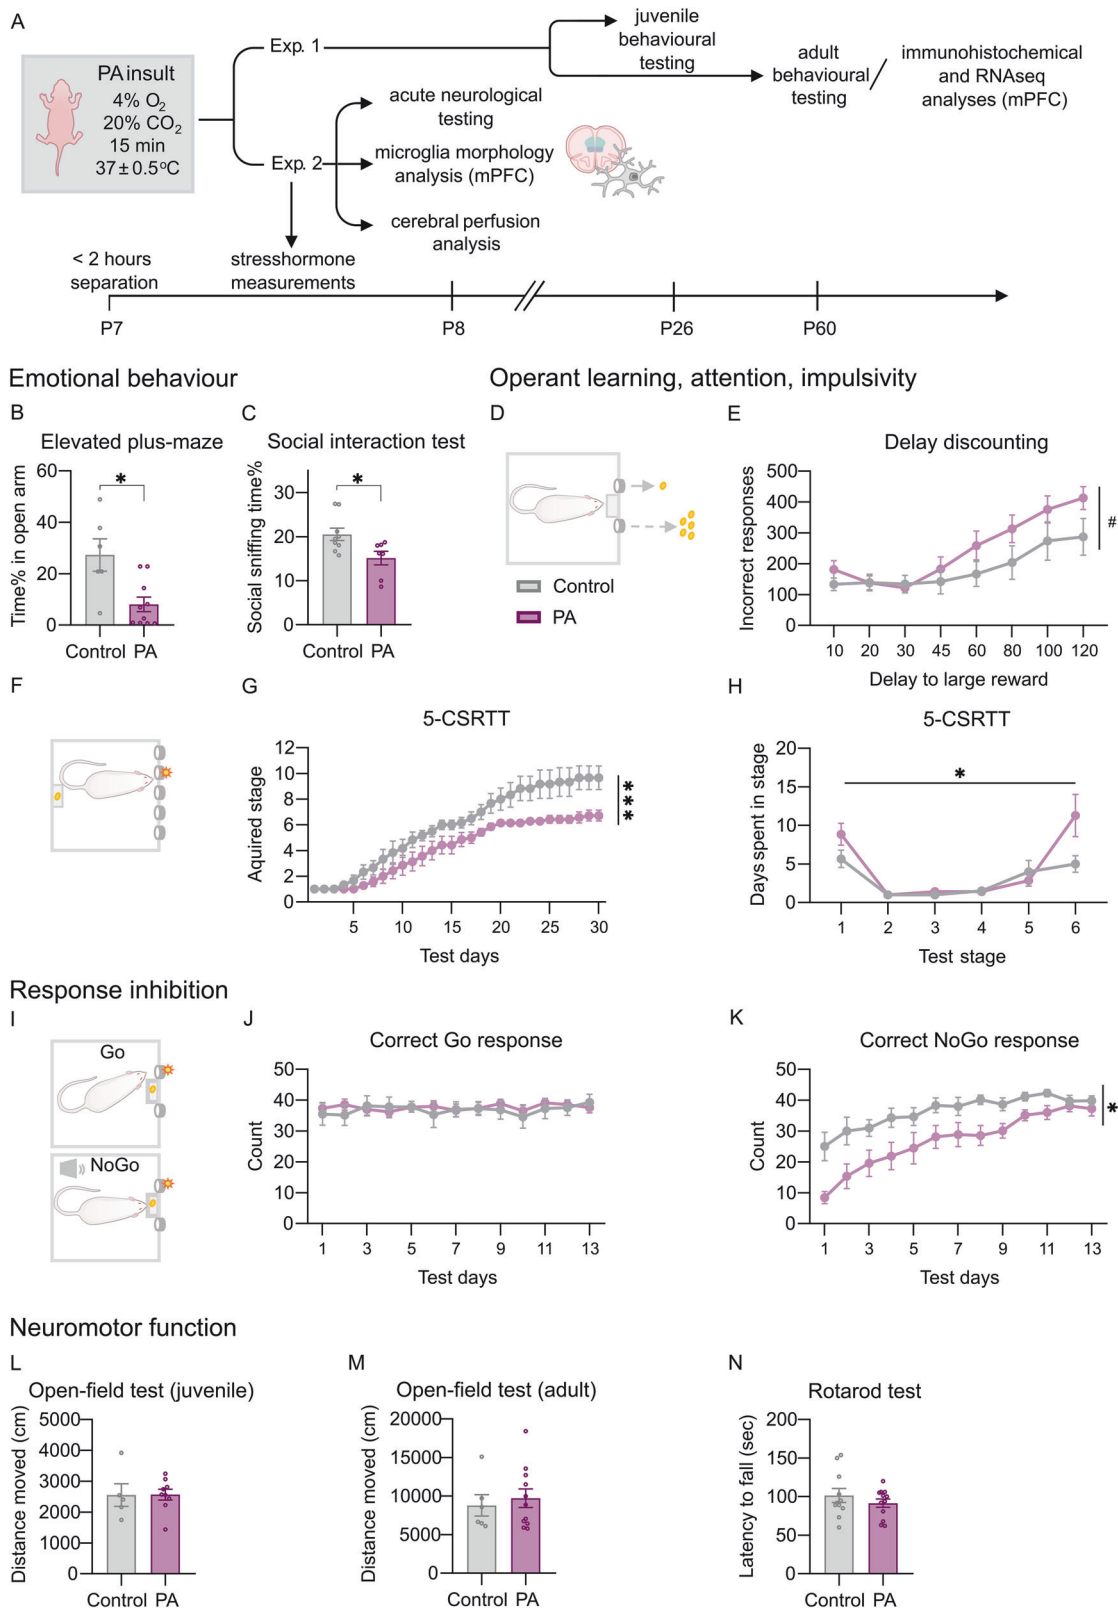 A
PA insult
4% O2
20% CO2
15 min
37 ± 0.5°C
Exp. 1
Exp. 2
juvenile
behavioural
testing
adult
behavioural
testing
immunohistochemical
and RNAseq
analyses (mPFC)
acute neurological
testing
microglia morphology
analysis (mPFC)
cerebral perfusion
analysis
< 2 hours
separation
stresshormone
measurements
P7
P8
P26
P60
Emotional behaviour
Operant learning, attention, impulsivity
B
Elevated plus-maze
Time% in open arm
60
40
20
0
*
Control PA
C
Social interaction test
Social sniffing time%
30
20
10
0
*
Control PA
D
Control
PA
E
Delay discounting
Incorrect responses
500
400
300
200
100
0
#
10 20 30 45 60 80 100 120
Delay to large reward
F
G
5-CSRTT
Aquired stage
12
10
8
6
4
2
0
***
5 10 15 20 25 30
Test days
H
5-CSRTT
Days spent in stage
20
15
10
5
0
*
1 2 3 4 5 6
Test stage
Response inhibition
I
Go
NoGo
J
Correct Go response
Count
50
40
30
20
10
0
1 3 5 7 9 11 13
Test days
K
Correct NoGo response
Count
50
40
30
20
10
0
*
1 3 5 7 9 11 13
Test days
Neuromotor function
L
Open-field test (juvenile)
Distance moved (cm)
5000
4000
3000
2000
1000
0
Control PA
M
Open-field test (adult)
Distance moved (cm)
20000
15000
10000
5000
0
Control PA
N
Rotarod test
Latency to fall (sec)
200
150
100
50
0
Control PA